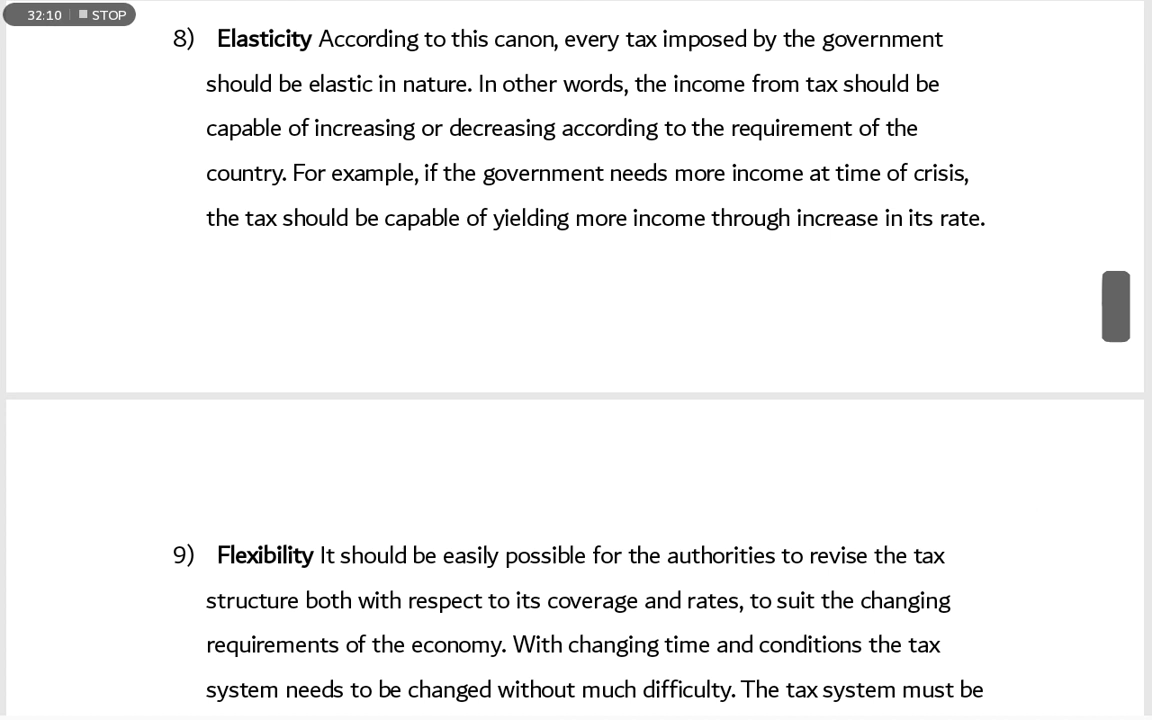 32:10 STOP
8) Elasticity According to this canon, every tax imposed by the government
should be elastic in nature. In other words, the income from tax should be
capable of increasing or decreasing according to the requirement of the
country. For example, if the government needs more income at time of crisis,
the tax should be capable of yielding more income through increase in its rate.
9) Flexibility It should be easily possible for the authorities to revise the tax
structure both with respect to its coverage and rates, to suit the changing
requirements of the economy. With changing time and conditions the tax
system needs to be changed without much difficulty. The tax system must be